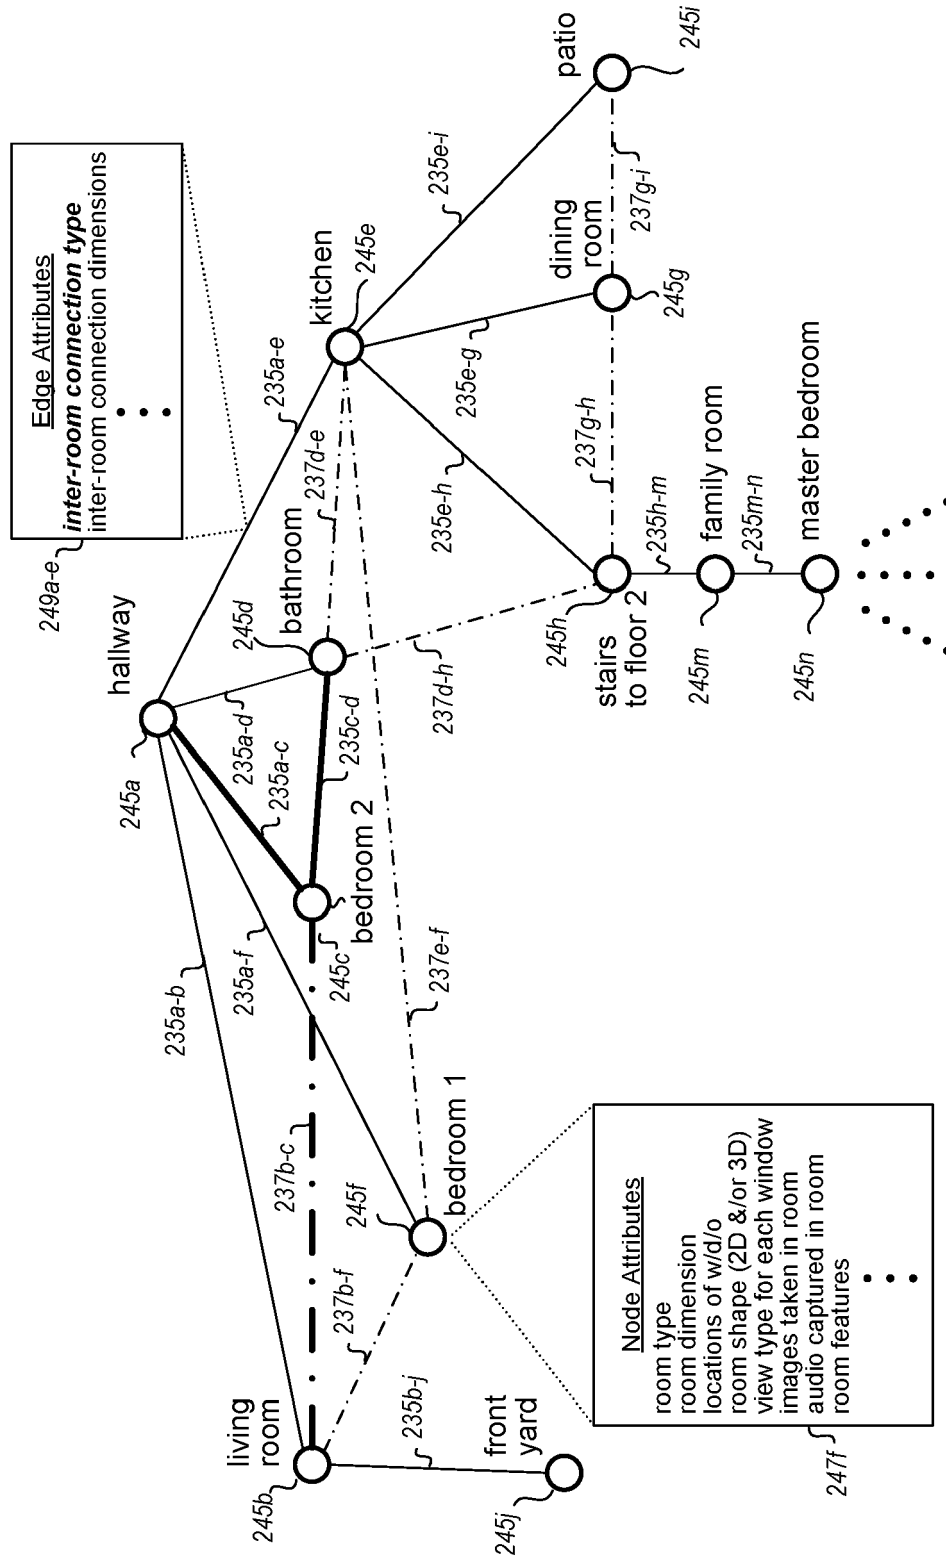 249a-e
Edge Attributes
inter-room connection type
inter-room connection dimensions
hallway
245a
235a-b
235a-f
235a-c
235a-d
235a-e
living
room
245b
237b-c
245c
bedroom 2
235c-d
245d
bathroom
237d-e
kitchen
245e
235e-i
237b-f
245f
bedroom 1
237e-f
237d-h
235e-h
235e-g
235b-j
front
yard
245j
245h
stairs
to floor 2
237g-h
dining
room
245g
237g-i
patio
245i
235h-m
245m
family room
235m-n
245n
master bedroom
Node Attributes
room type
room dimension
locations of w/d/o
room shape (2D &/or 3D)
view type for each window
images taken in room
audio captured in room
room features
247f